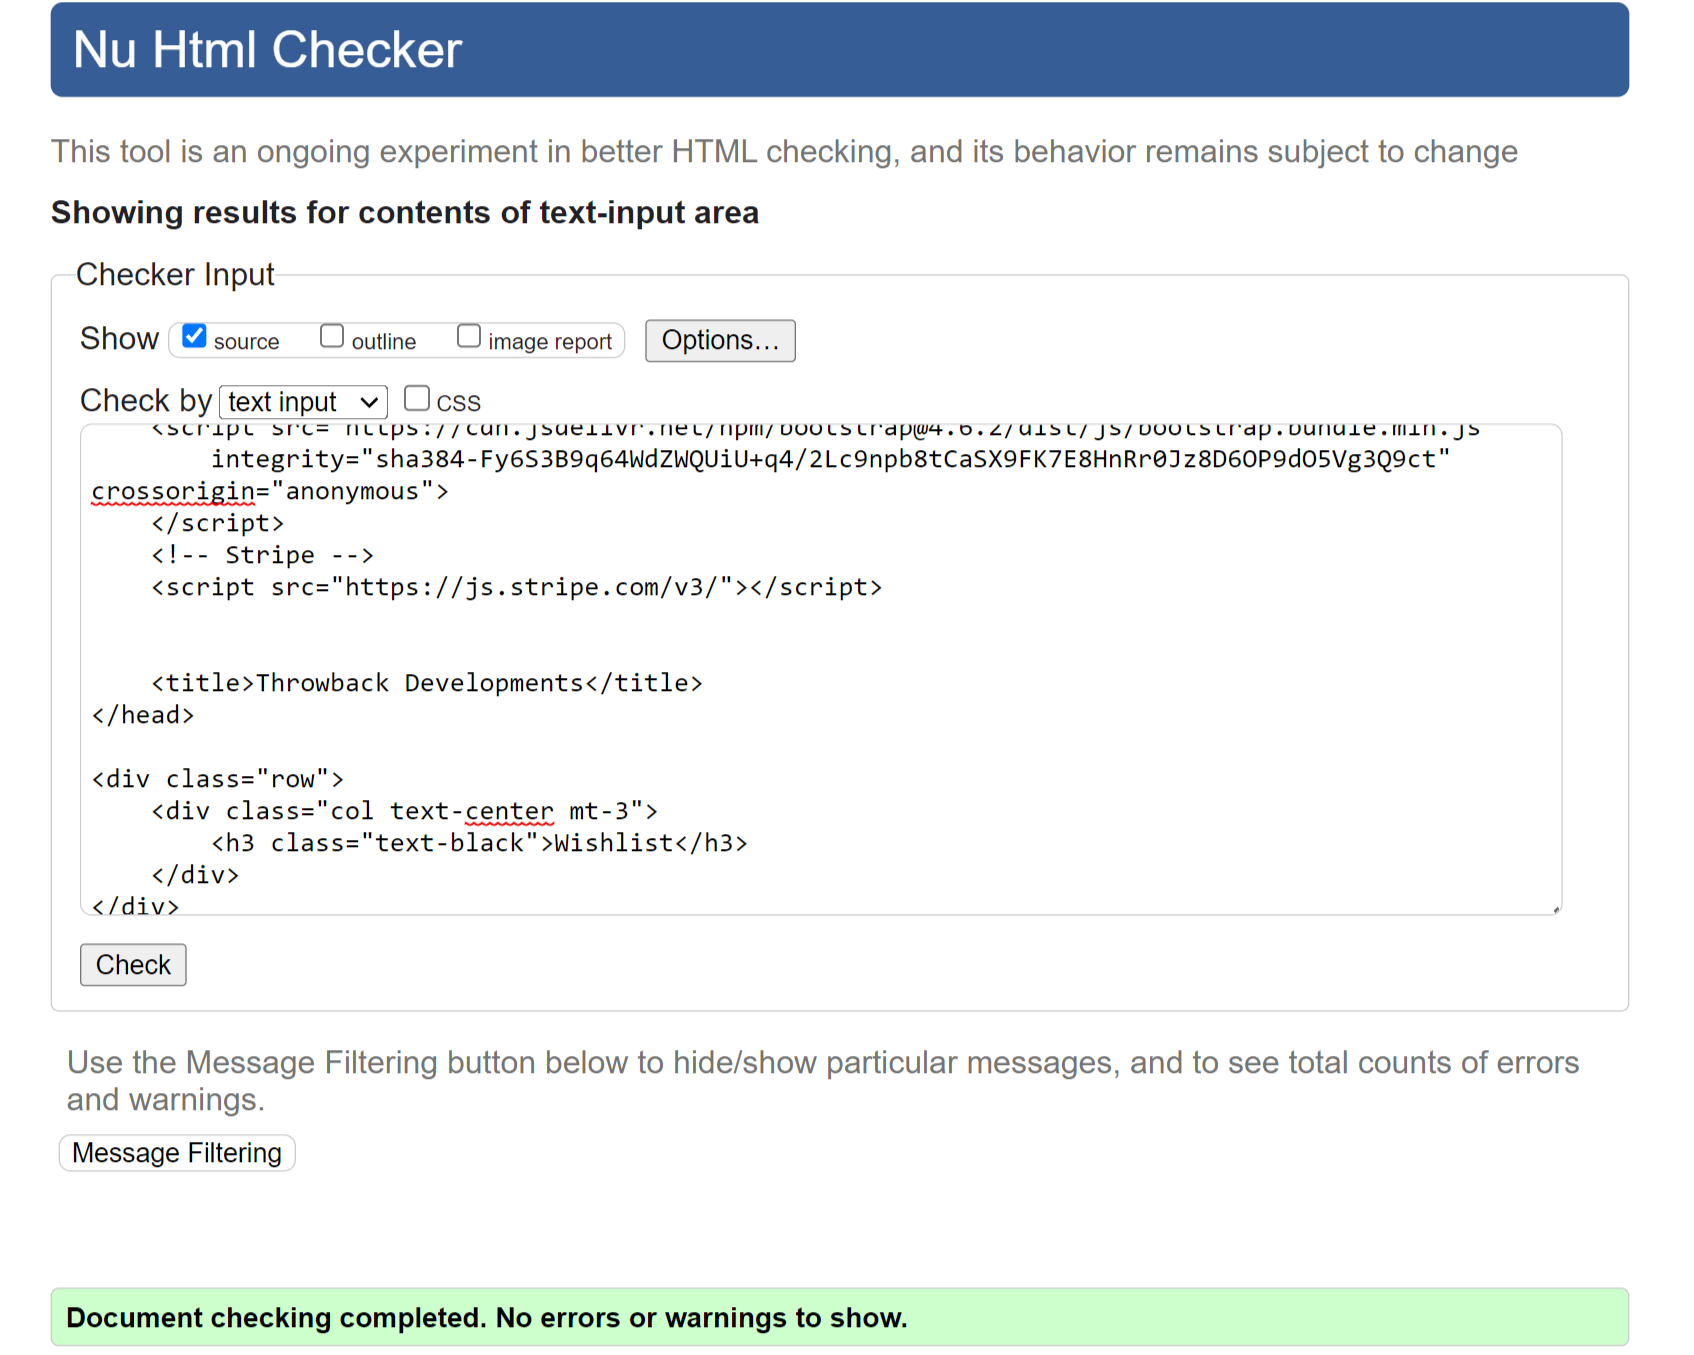 Nu Html Checker
This tool is an ongoing experiment in better HTML checking, and its behavior remains subject to change
Showing results for contents of text-input area
Checker Input
Show source outline image report Options...
Check by text input CSS
<script src="https://cdn.jsdelivr.net/npm/bootstrap@4.6.2/dist/js/bootstrap.bundle.min.js
integrity="sha384-Fy6S3B9q64WdZWQUiU+q4/2Lc9npb8tCaSX9FK7E8HnRr0Jz8D6OP9dO5Vg3Q9ct"
crossorigin="anonymous">
</script>
<!-- Stripe -->
<script src="https://js.stripe.com/v3/"></script>
<title>Throwback Developments</title>
</head>
<div class="row">
<div class="col text-center mt-3">
<h3 class="text-black">Wishlist</h3>
</div>
</div>
Check
Use the Message Filtering button below to hide/show particular messages, and to see total counts of errors
and warnings.
Message Filtering
Document checking completed. No errors or warnings to show.